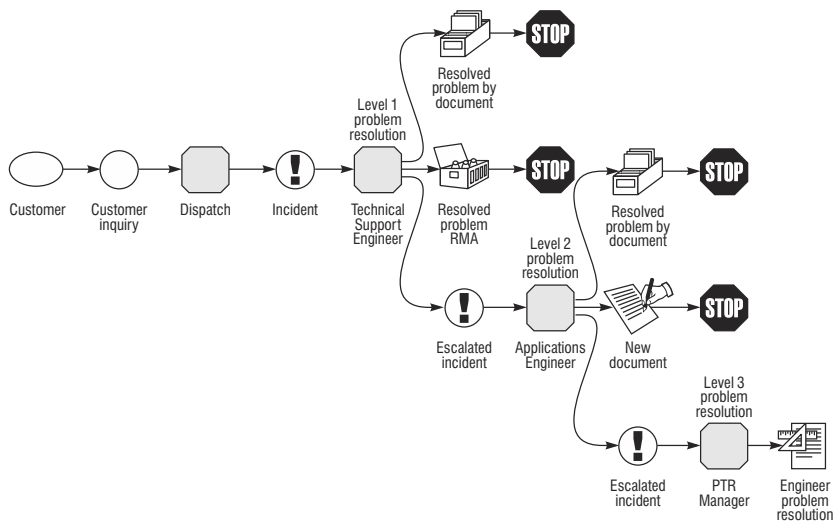 STOP
Resolved
problem by
document
Level 1
problem
resolution
STOP
STOP
Customer
Customer
inquiry
Dispatch
Incident
Technical
Support
Engineer
Resolved
problem
RMA
Resolved
problem by
document
Level 2
problem
resolution
STOP
Escalated
incident
Applications
Engineer
New
document
Level 3
problem
resolution
Escalated
incident
PTR
Manager
Engineer
problem
resolution